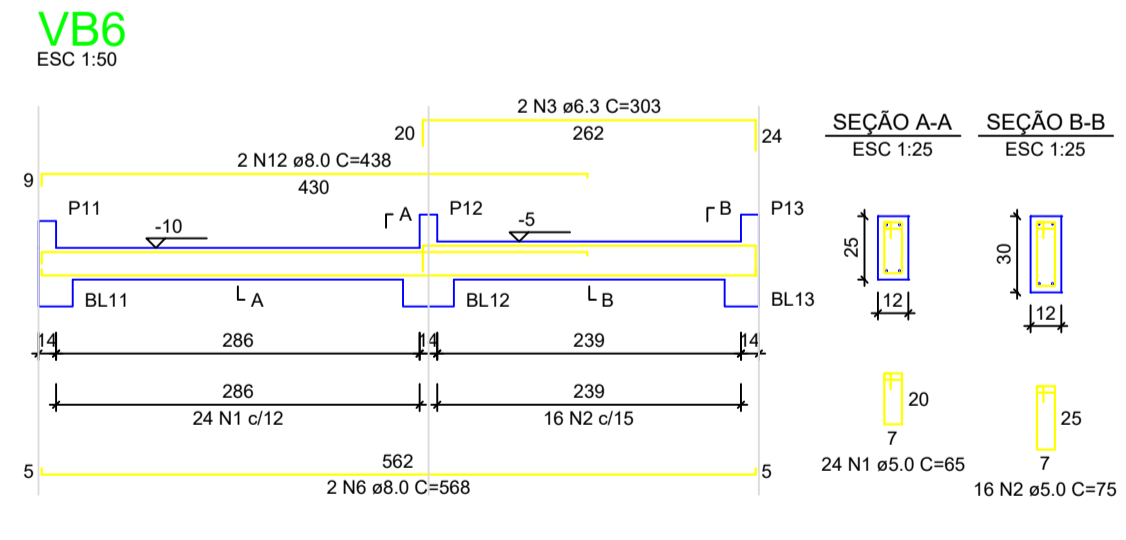 VB6
ESC 1:50
2 N3 ø6.3 C=303
20
262
24
2 N12 ø8.0 C=438
9
430
P11
-10
A
P12
-5
B
P13
BL11
A
BL12
B
BL13
14
286
14
239
14
286
239
24 N1 c/12
16 N2 c/15
5
562
5
2 N6 ø8.0 C=568
SEÇÃO A-A
ESC 1:25
25
12
20
7
24 N1 ø5.0 C=65
SEÇÃO B-B
ESC 1:25
30
12
25
7
16 N2 ø5.0 C=75